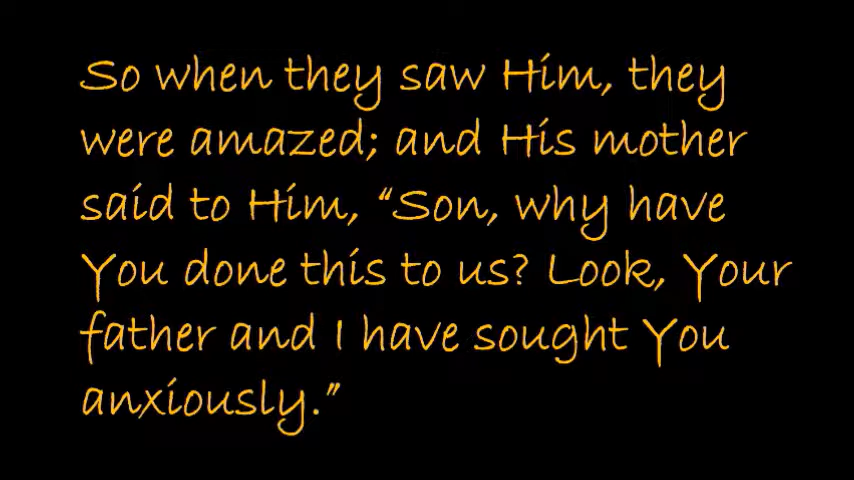 So when they saw Him, they
were amazed; and His mother
said to Him, “Son, why have
You done this to us? Look, Your
father and I have sought You
anxiously.”